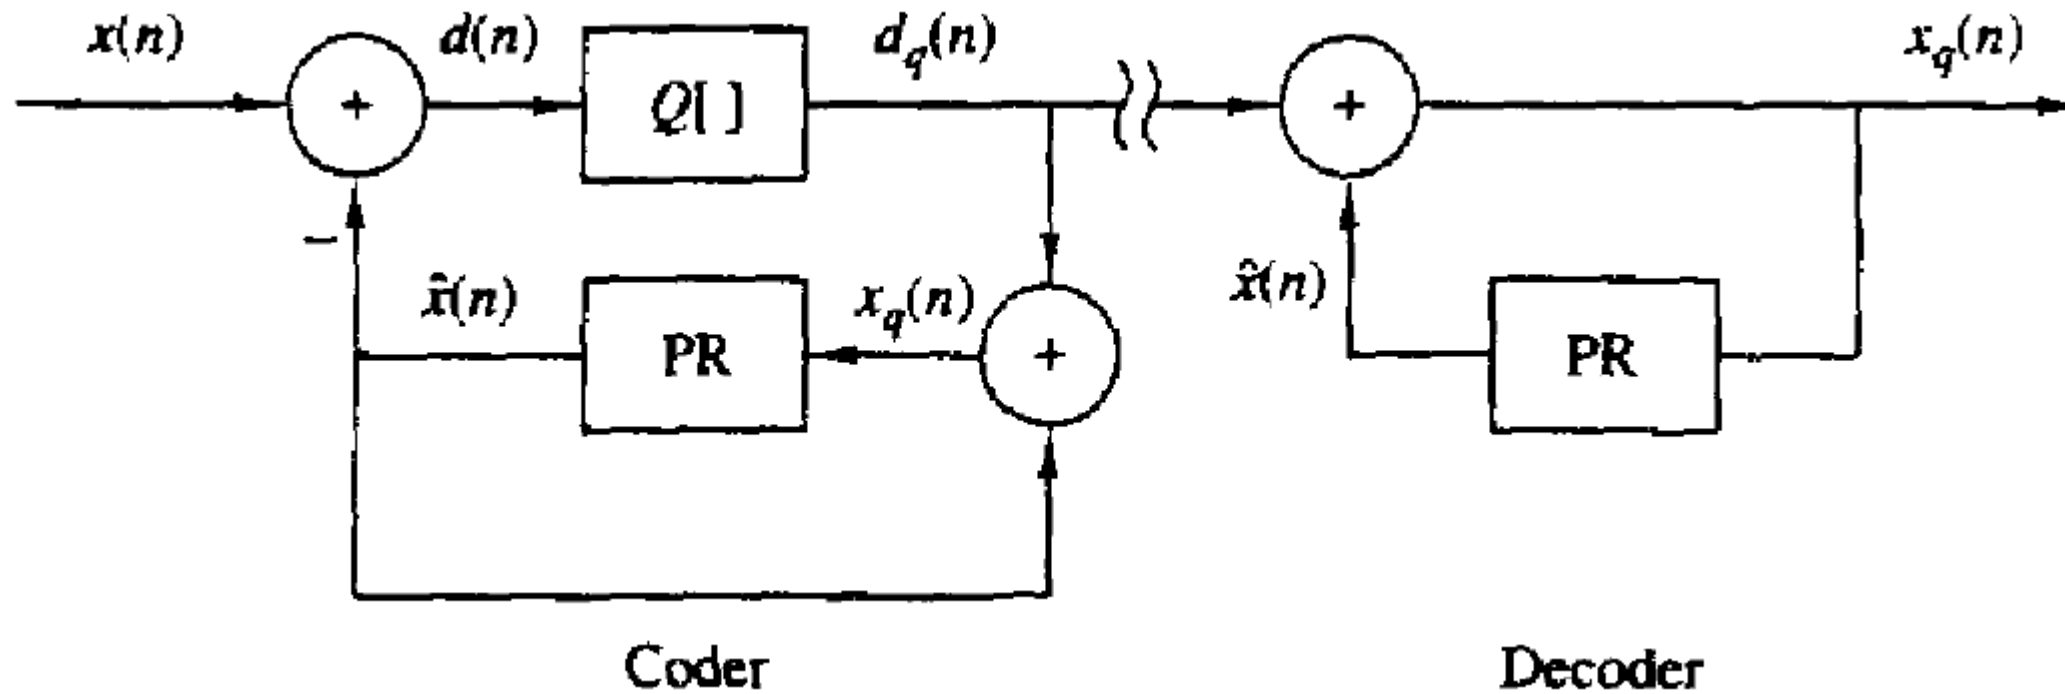 x(n)
d(n)
d_q(n)
x_q(n)
+
Q[ ]
+
−
x̂(n)
x_q(n)
x̂(n)
PR
+
PR
Coder
Decoder